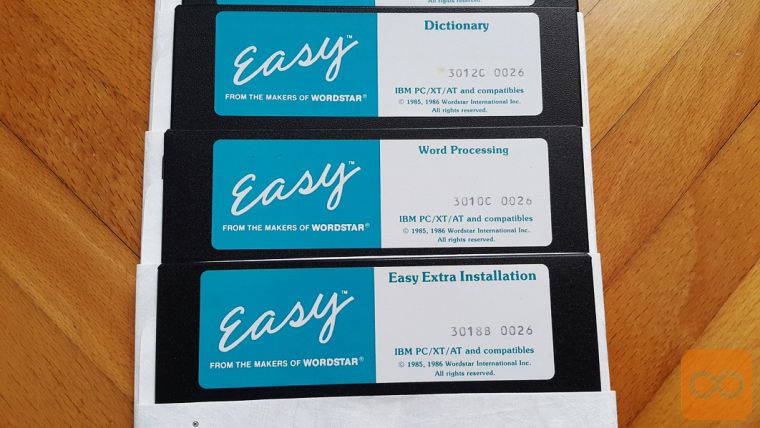 All rights reserved.
Easy™
FROM THE MAKERS OF WORDSTAR®
Dictionary
3012C 0026
IBM PC/XT/AT and compatibles
© 1985, 1986 Wordstar International Inc.
All rights reserved.
Easy™
FROM THE MAKERS OF WORDSTAR®
Word Processing
3010C 0026
IBM PC/XT/AT and compatibles
© 1985, 1986 Wordstar International Inc.
All rights reserved.
Easy™
FROM THE MAKERS OF WORDSTAR®
Easy Extra Installation
3018B 0026
IBM PC/XT/AT and compatibles
© 1985, 1986 Wordstar International Inc.
All rights reserved.
®